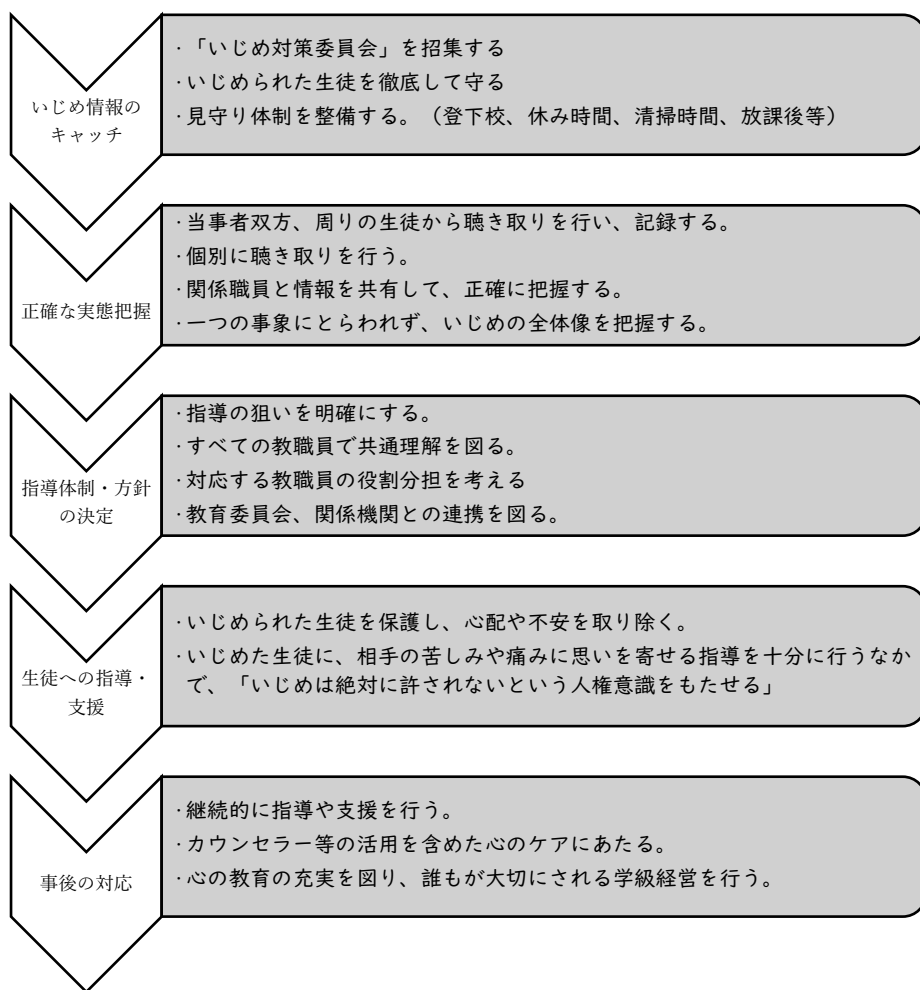 いじめ情報の
キャッチ
・「いじめ対策委員会」を招集する
・いじめられた生徒を徹底して守る
・見守り体制を整備する。（登下校、休み時間、清掃時間、放課後等）
正確な実態把握
・当事者双方、周りの生徒から聴き取りを行い、記録する。
・個別に聴き取りを行う。
・関係職員と情報を共有して、正確に把握する。
・一つの事象にとらわれず、いじめの全体像を把握する。
指導体制・方針
の決定
・指導の狙いを明確にする。
・すべての教職員で共通理解を図る。
・対応する教職員の役割分担を考える
・教育委員会、関係機関との連携を図る。
生徒への指導・
支援
・いじめられた生徒を保護し、心配や不安を取り除く。
・いじめた生徒に、相手の苦しみや痛みに思いを寄せる指導を十分に行うなか
で、「いじめは絶対に許されないという人権意識をもたせる」
事後の対応
・継続的に指導や支援を行う。
・カウンセラー等の活用を含めた心のケアにあたる。
・心の教育の充実を図り、誰もが大切にされる学級経営を行う。